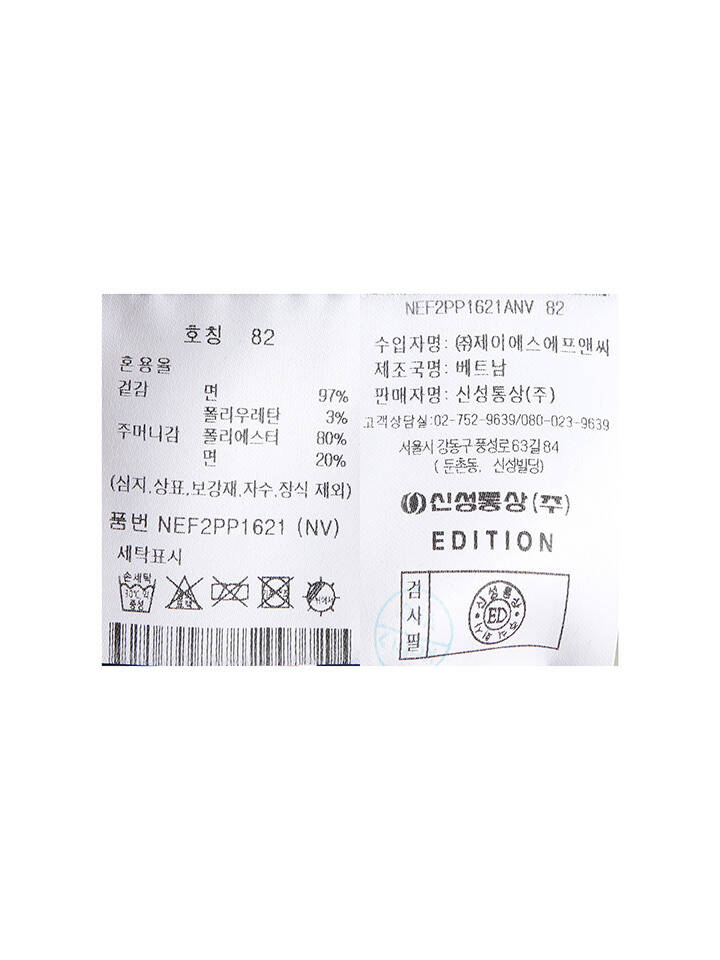 호칭 82
혼용율
겉감 면 97%
폴리우레탄 3%
주머니감 폴리에스터 80%
면 20%
(심지,상표,보강재,자수,장식 제외)
품번 NEF2PP1621 (NV)
세탁표시
손세탁
30℃
중성
NEF2PP1621ANV 82
수입자명: ㈜제이에스에프앤씨
제조국명: 베트남
판매자명: 신성통상(주)
고객상담실:02-752-9639/080-023-9639
서울시 강동구 풍성로63길 84
( 둔촌동, 신성빌딩)
신성통상(주)
EDITION
검사필
신성통상
ED
주식회사